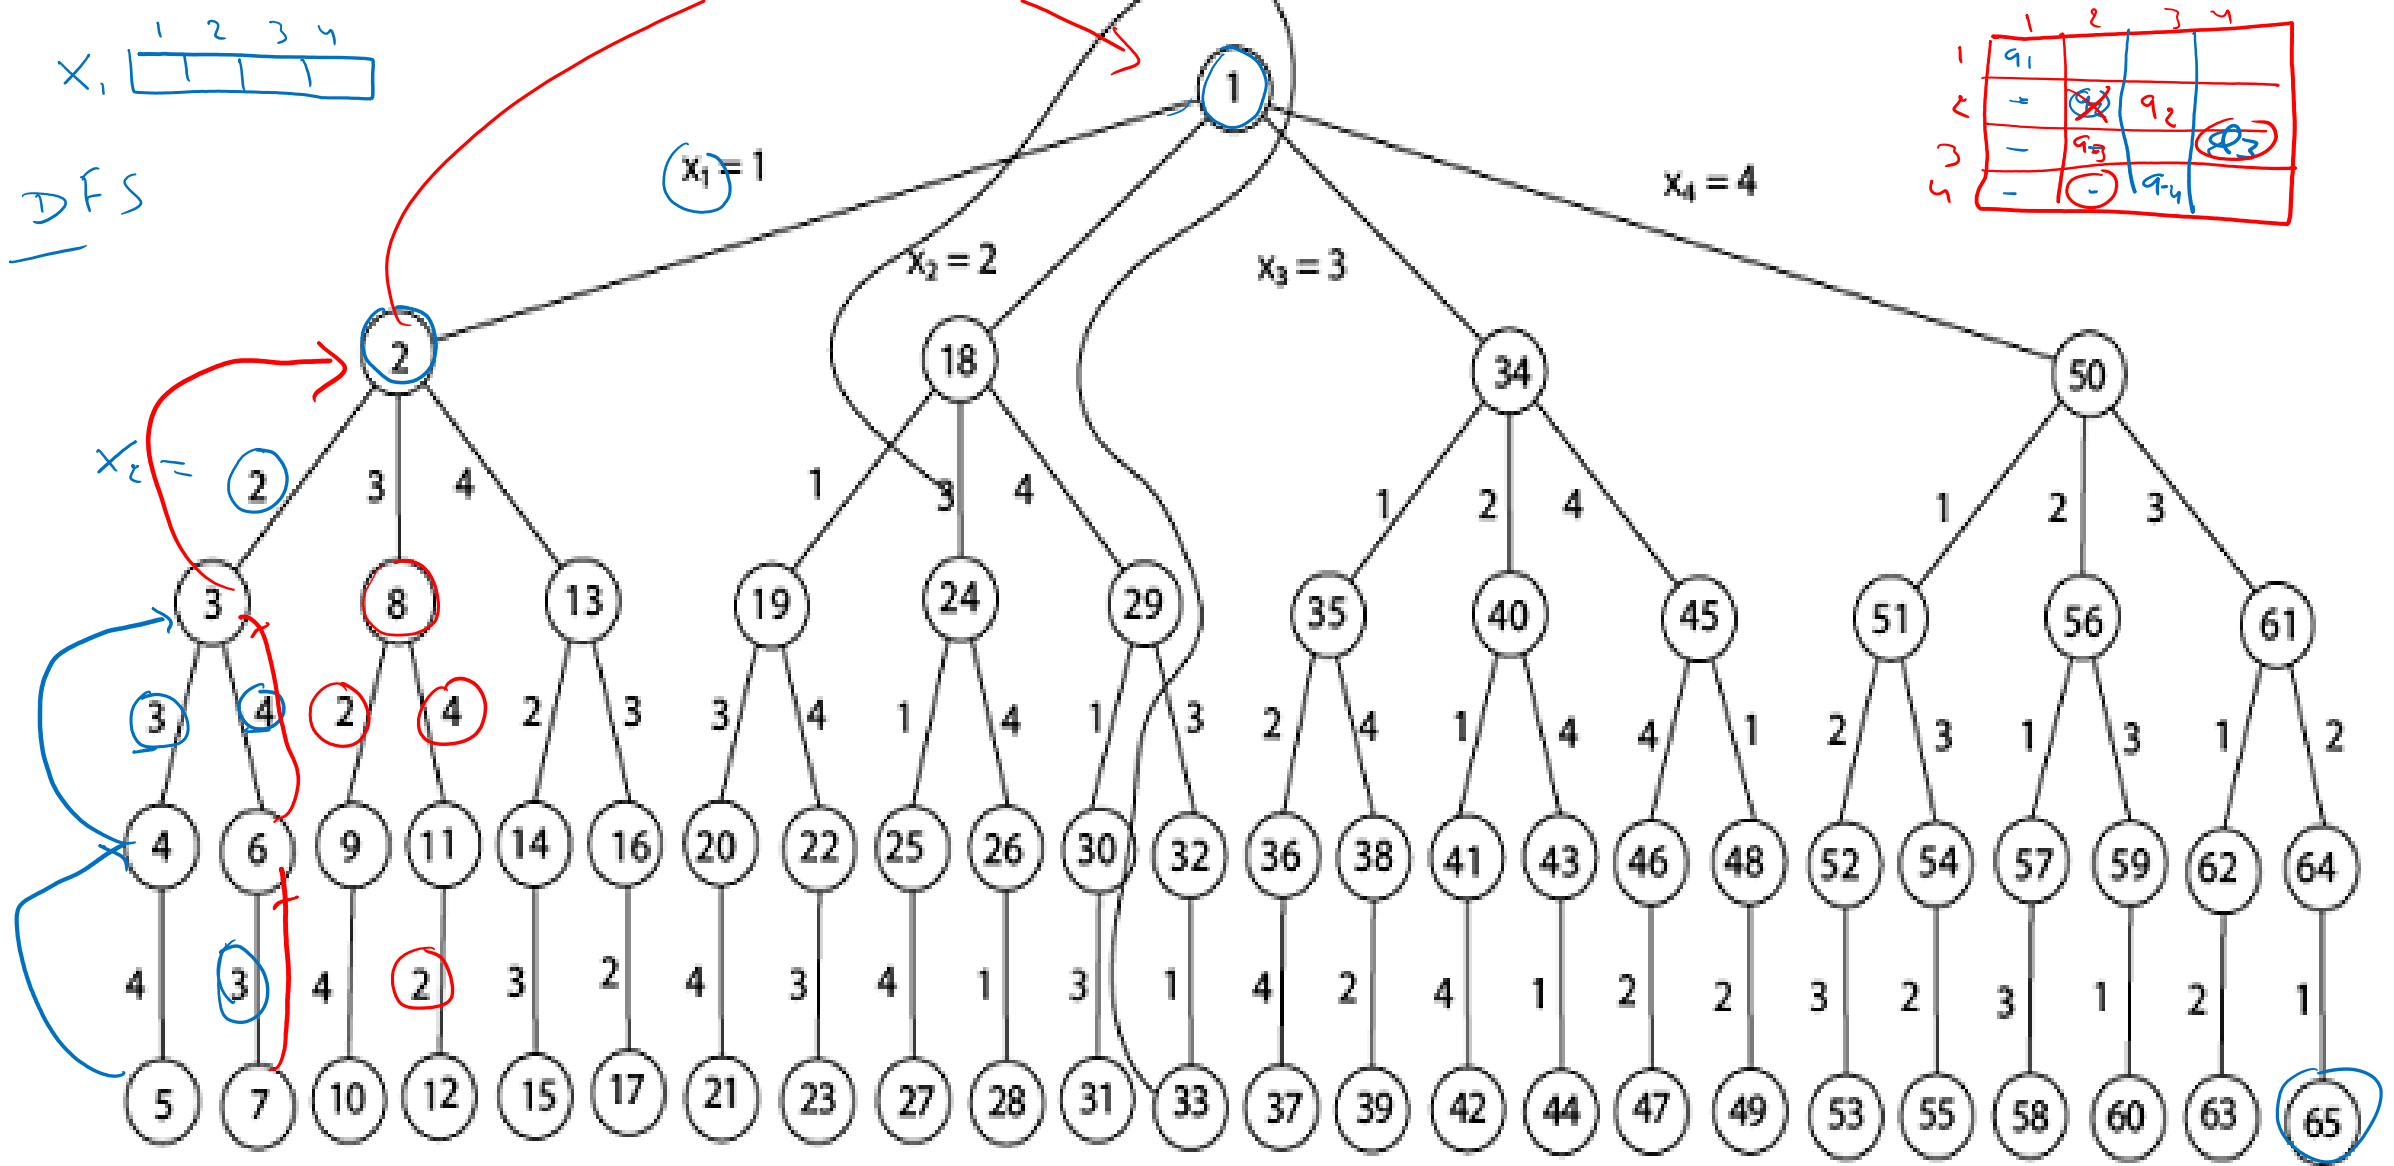 1 2 3 4
x₁
DFS
1 2 3 4
1 q₁
2 - q₂
3 - q₃
4 - - q₄
1
x₁ = 1
x₂ = 2
x₃ = 3
x₄ = 4
2 18 34 50
x₂ = 2 3 4 1 3 4 1 2 4 1 2 3
3 8 13 19 24 29 35 40 45 51 56 61
3 4 2 4 2 3 3 4 1 4 1 3 2 4 1 4 4 1 2 3 1 3 1 2
4 6 9 11 14 16 20 22 25 26 30 32 36 38 41 43 46 48 52 54 57 59 62 64
4 3 4 2 3 2 4 3 4 1 3 1 4 2 4 1 2 2 3 2 3 1 2 1
5 7 10 12 15 17 21 23 27 28 31 33 37 39 42 44 47 49 53 55 58 60 63 65